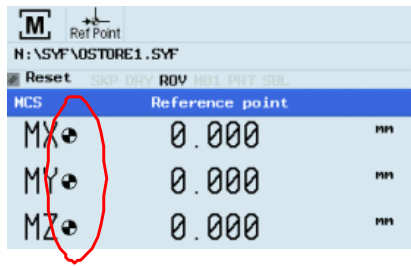 M Ref Point
N:\SYF\OSTORE1.SYF
Reset SKP DRY ROV M01 PRT SBL
MCS Reference point
MX 0.000 mm
MY 0.000 mm
MZ 0.000 mm